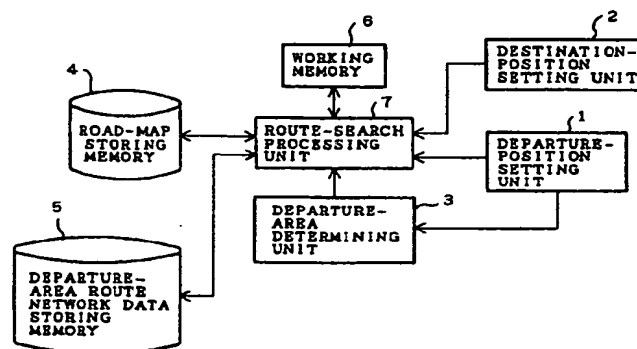 6
WORKING
MEMORY
2
DESTINATION-
POSITION
SETTING UNIT
4
ROAD-MAP
STORING
MEMORY
7
ROUTE-SEARCH
PROCESSING
UNIT
1
DEPARTURE-
POSITION
SETTING
UNIT
3
DEPARTURE-
AREA
DETERMINING
UNIT
5
DEPARTURE-
AREA ROUTE
NETWORK DATA
STORING
MEMORY